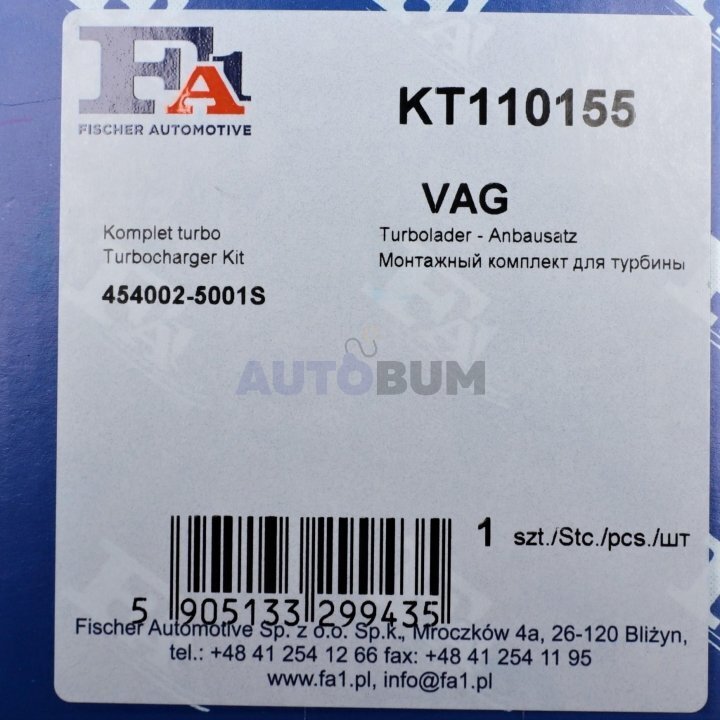 FA1
FISCHER AUTOMOTIVE
KT110155
VAG
Komplet turbo
Turbocharger Kit
454002-5001S
Turbolader - Anbausatz
Монтажный комплект для турбины
AUTOBUM
1 szt./Stc./pcs./шт
5 905133 299435
Fischer Automotive Sp. z o.o. Sp.k., Mroczków 4a, 26-120 Bliżyn,
tel.: +48 41 254 12 66 fax: +48 41 254 11 95
www.fa1.pl, info@fa1.pl